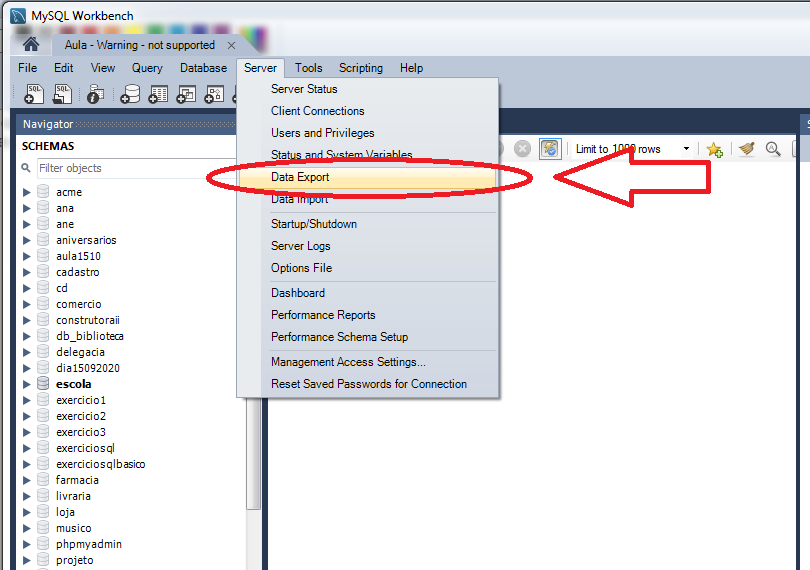 MySQL Workbench
Aula - Warning - not supported
File Edit View Query Database Server Tools Scripting Help
SQL SQL
Navigator
SCHEMAS
Filter objects
acme
ana
ane
aniversarios
aula1510
cadastro
cd
comercio
construtoraii
db_biblioteca
delegacia
dia15092020
escola
exercicio1
exercicio2
exercicio3
exerciciosql
exerciciosqlbasico
farmacia
livraria
loja
musico
phpmyadmin
projeto
Server Status
Client Connections
Users and Privileges
Status and System Variables
Data Export
Data Import
Startup/Shutdown
Server Logs
Options File
Dashboard
Performance Reports
Performance Schema Setup
Management Access Settings...
Reset Saved Passwords for Connection
Limit to 1000 rows